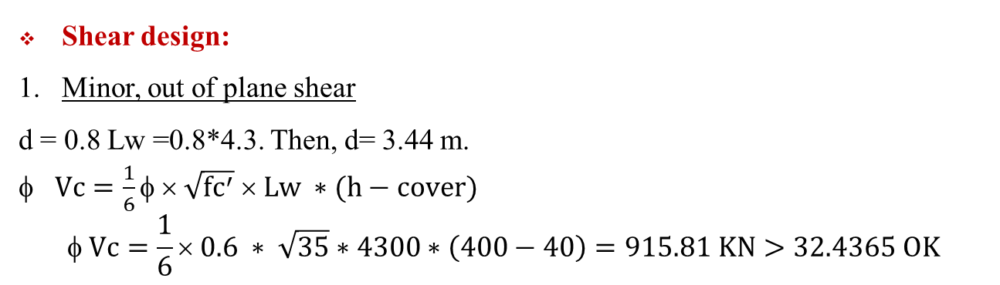 ❖ Shear design:
1. Minor, out of plane shear
d = 0.8 Lw =0.8*4.3. Then, d= 3.44 m.
ϕ Vc = 1/6 ϕ × √fc′ × Lw * (h − cover)
ϕ Vc = 1/6 × 0.6 * √35 * 4300 * (400 − 40) = 915.81 KN > 32.4365 OK